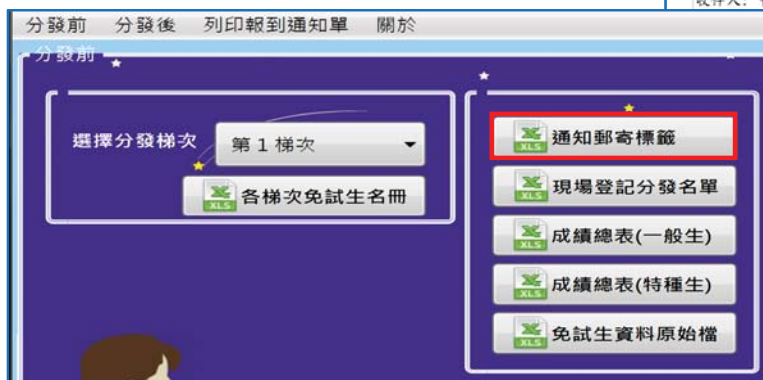 收件人：
分發前 分發後 列印報到通知單 關於
分發前
選擇分發梯次 第 1 梯次
XLS 各梯次免試生名冊
XLS 通知郵寄標籤
XLS 現場登記分發名單
XLS 成績總表(一般生)
XLS 成績總表(特種生)
XLS 免試生資料原始檔